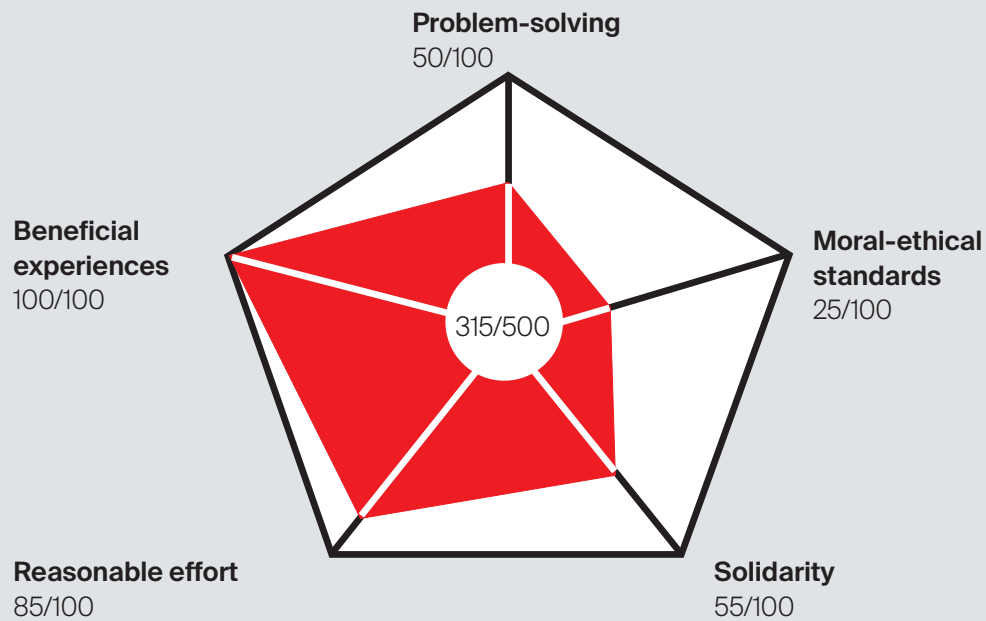 Problem-solving
50/100
Beneficial
experiences
100/100
Moral-ethical
standards
25/100
315/500
Reasonable effort
85/100
Solidarity
55/100